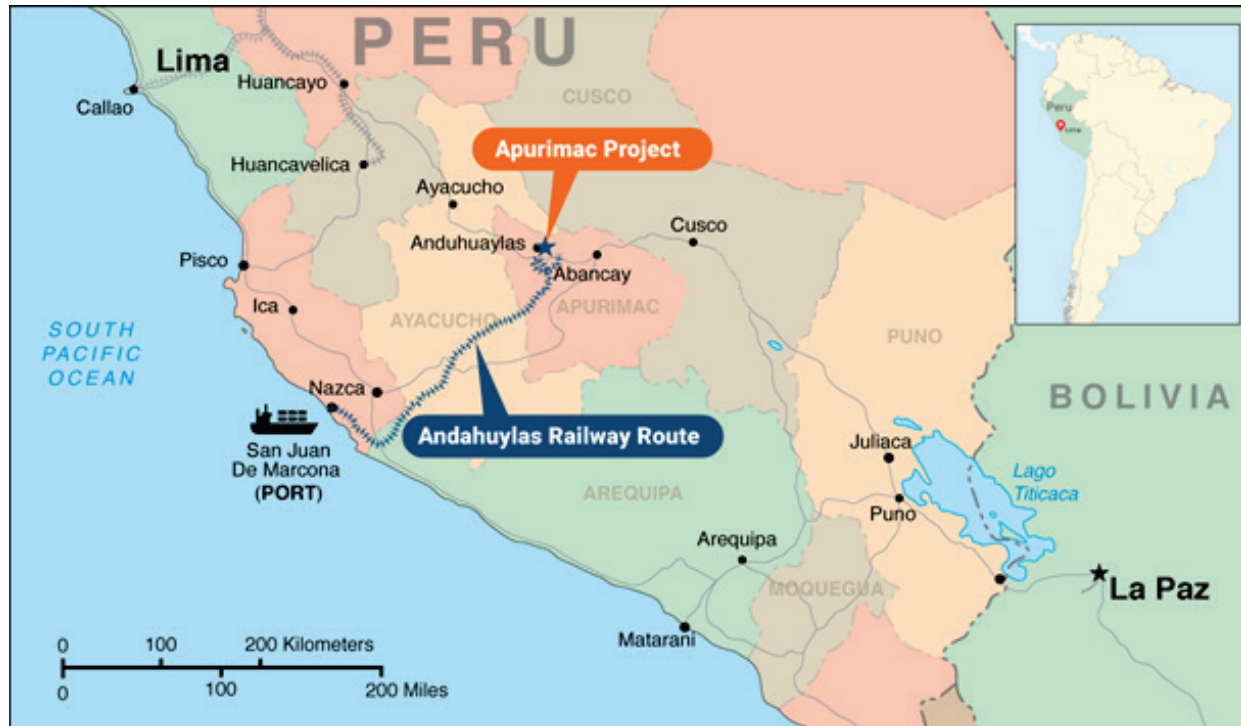 PERU
Lima
Callao
Huancayo
CUSCO
Huancavelica
Apurimac Project
Ayacucho
Cusco
Anduhuaylas
Abancay
Pisco
Ica
APURIMAC
AYACUCHO
PUNO
SOUTH
PACIFIC
OCEAN
Nazca
BOLIVIA
Andahuylas Railway Route
San Juan
De Marcona
(PORT)
Juliaca
Lago
Titicaca
AREQUIPA
Puno
Arequipa
MOQUEGUA
La Paz
Matarani
0 100 200 Kilometers
0 100 200 Miles
Peru
Lima